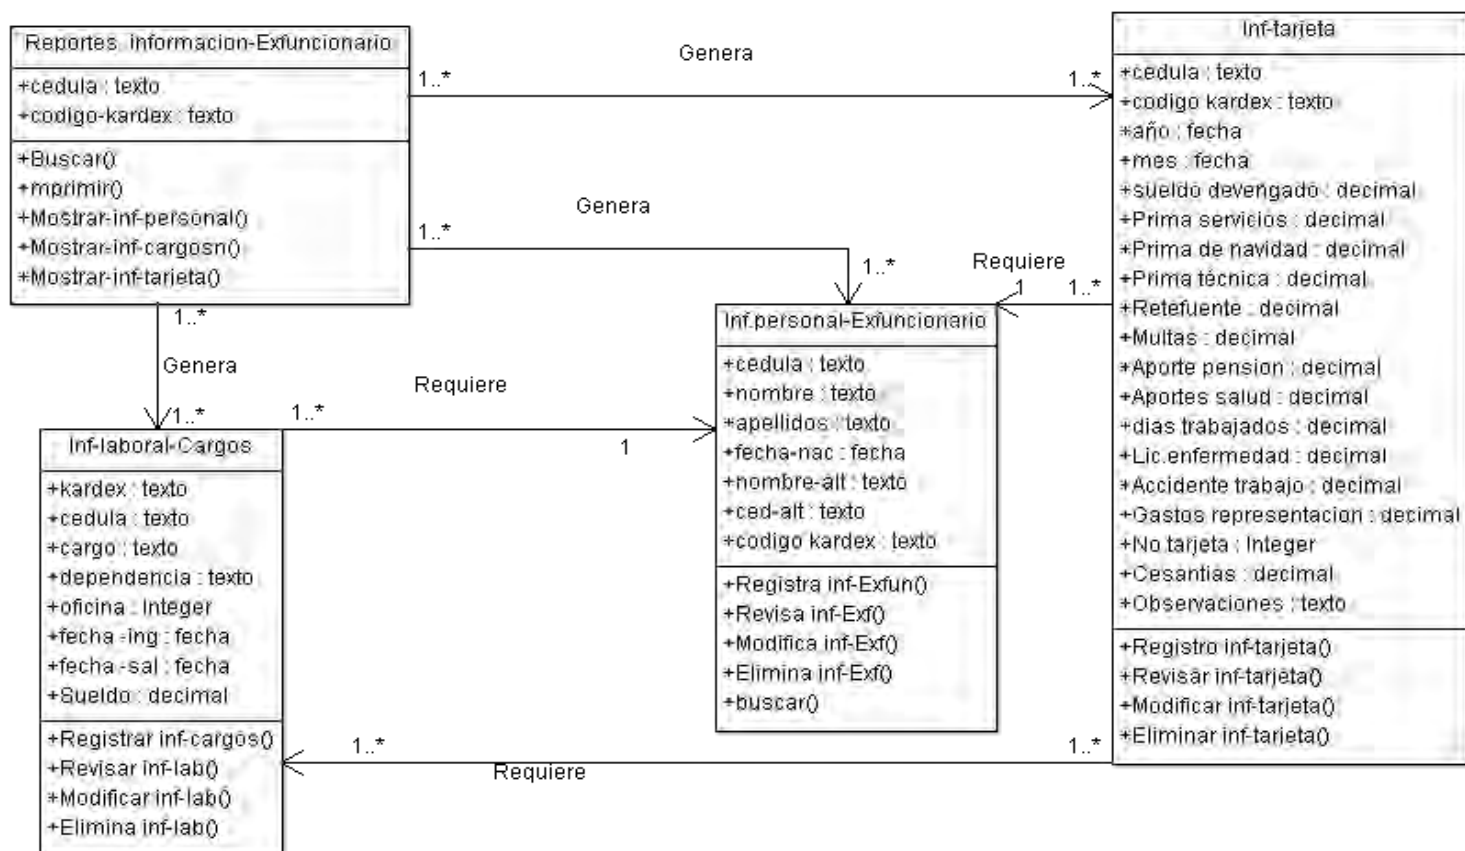 Reportes_informacion-Exfuncionario
+cedula : texto
+codigo-kardex : texto
+Buscar()
+mprimir()
+Mostrar-inf-personal()
+Mostrar-inf-cargosn()
+Mostrar-inf-tarjeta()
1..*
Genera
1..*
1..*
Genera
1..*
1..*
Genera
1..*
Inf-tarjeta
+cedula : texto
+codigo kardex : texto
+año : fecha
+mes : fecha
+sueldo devengado : decimal
+Prima servicios : decimal
+Prima de navidad : decimal
+Prima técnica : decimal
+Retefuente : decimal
+Multas : decimal
+Aporte pension : decimal
+Aportes salud : decimal
+dias trabajados : decimal
+Lic.enfermedad : decimal
+Accidente trabajo : decimal
+Gastos representacion : decimal
+No.tarjeta : Integer
+Cesantias : decimal
+Observaciones : texto
+Registro inf-tarjeta()
+Revisar inf-tarjeta()
+Modificar inf-tarjeta()
+Eliminar inf-tarjeta()
Requiere
1
1..*
Inf.personal-Exfuncionario
+cedula : texto
+nombre : texto
+apellidos : texto
+fecha-nac : fecha
+nombre-alt : texto
+ced-alt : texto
+codigo kardex : texto
+Registra inf-Exfun()
+Revisa inf-Exf()
+Modifica inf-Exf()
+Elimina inf-Exf()
+buscar()
1..*
Requiere
1
Inf-laboral-Cargos
+kardex : texto
+cedula : texto
+cargo : texto
+dependencia : texto
+oficina : Integer
+fecha -ing : fecha
+fecha -sal : fecha
+Sueldo : decimal
+Registrar inf-cargos()
+Revisar inf-lab()
+Modificar inf-lab()
+Elimina inf-lab()
1..*
Requiere
1..*